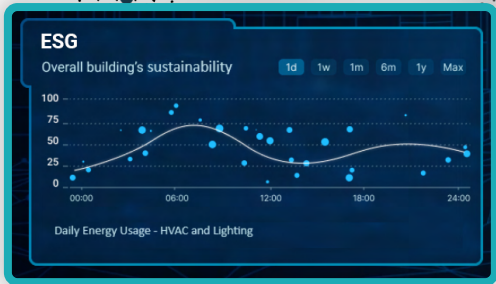 ESG
Overall building's sustainability 1d 1w 1m 6m 1y Max
100
75
50
25
0
00:00 06:00 12:00 18:00 24:00
Daily Energy Usage - HVAC and Lighting